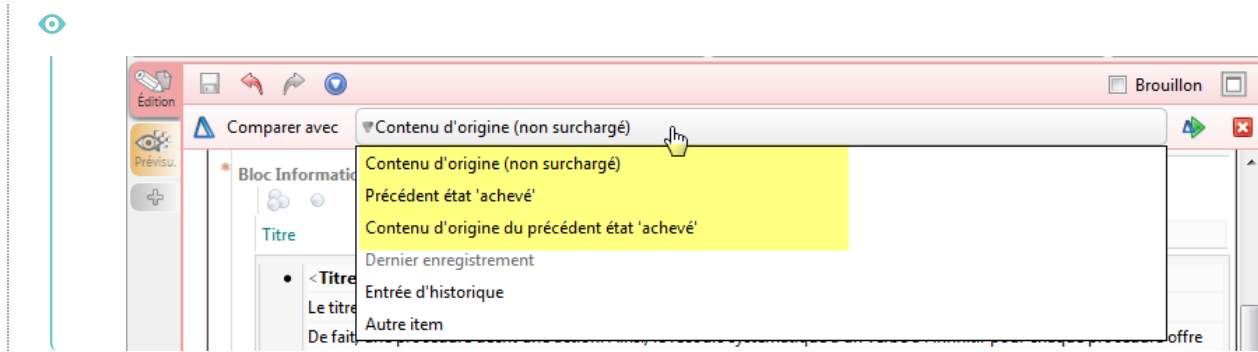 Édition
Brouillon
Comparer avec
Contenu d'origine (non surchargé)
Prévisu.
Contenu d'origine (non surchargé)
Bloc Informatio
Précédent état 'achevé'
Contenu d'origine du précédent état 'achevé'
Titre
Dernier enregistrement
<Titre
Entrée d'historique
Le titre
Autre item
De fait
offre